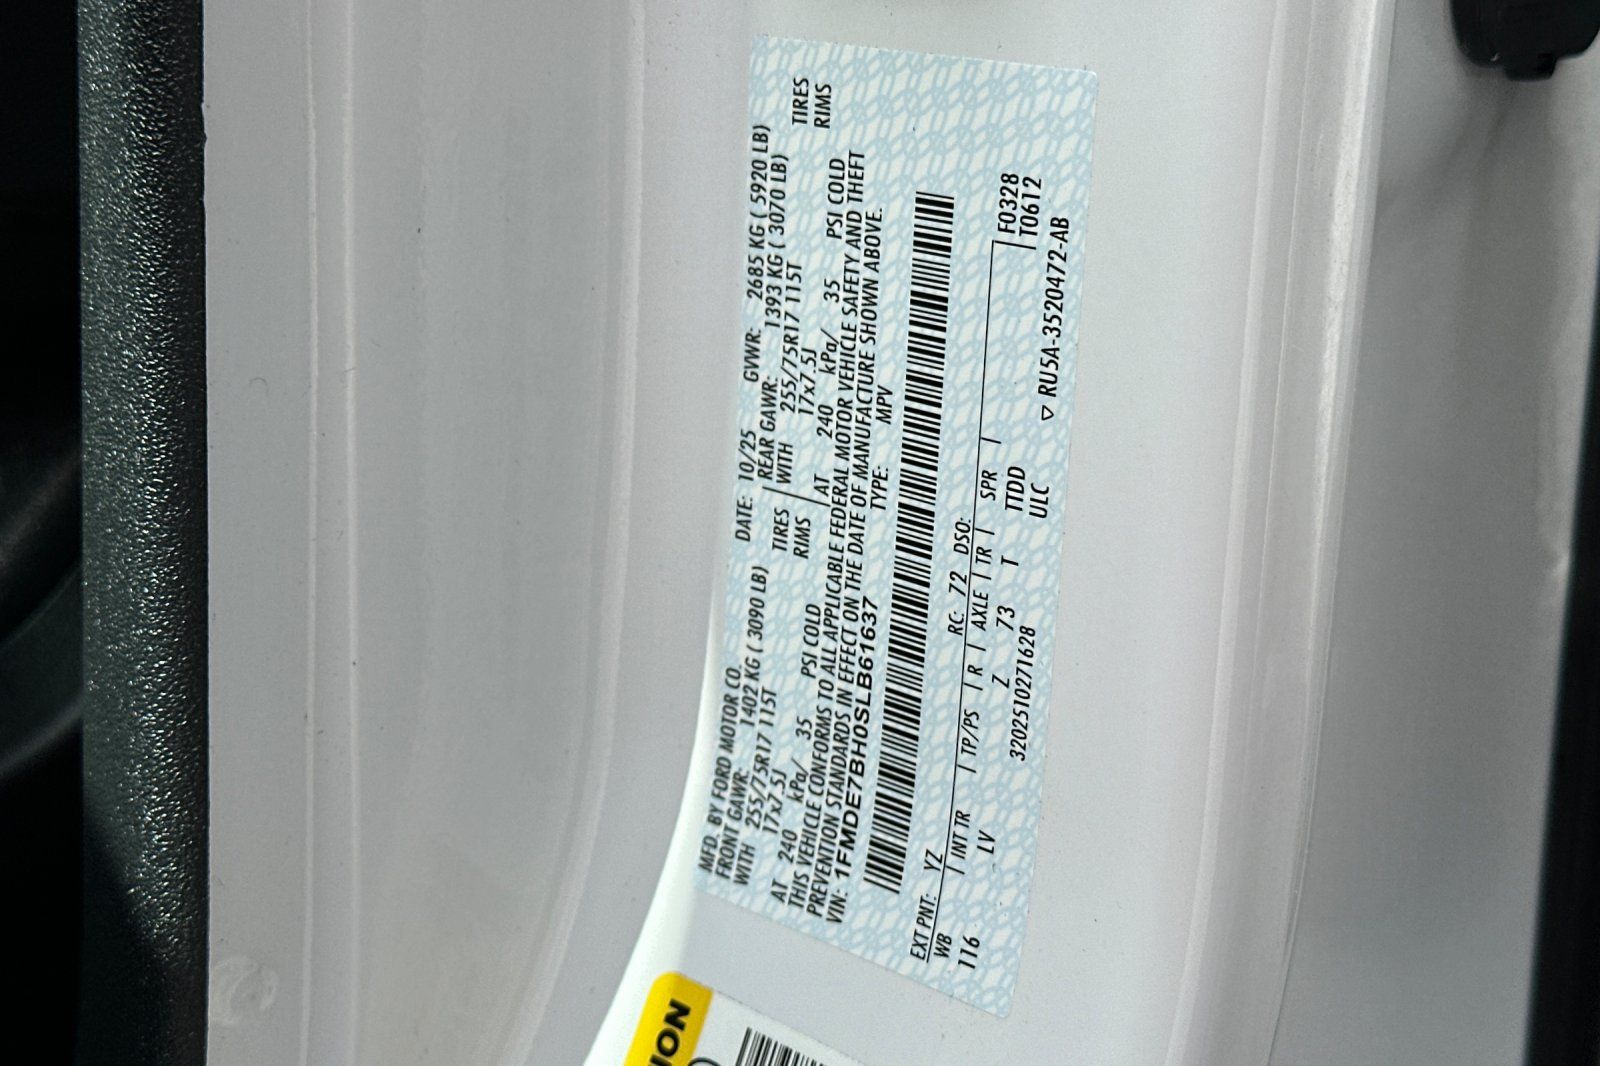 MFD. BY FORD MOTOR CO.
DATE: 10/25 GVWR: 2685 KG ( 5920 LB)
FRONT GAWR: 1402 KG ( 3090 LB) REAR GAWR: 1393 KG ( 3070 LB)
WITH 255/75R17 115T TIRES WITH 255/75R17 115T TIRES
17x7.5J RIMS 17x7.5J RIMS
AT 240 kPa/ 35 PSI COLD AT 240 kPa/ 35 PSI COLD
THIS VEHICLE CONFORMS TO ALL APPLICABLE FEDERAL MOTOR VEHICLE SAFETY AND THEFT
PREVENTION STANDARDS IN EFFECT ON THE DATE OF MANUFACTURE SHOWN ABOVE.
VIN: 1FMDE7BH0SLB61637 TYPE: MPV
EXT PNT: YZ RC: 72 DSO:
WB INT TR TP/PS R AXLE TR SPR F0328
116 LV Z 73 T TTDD T0612
3202510271628 ULC
▽ RU5A-3520472-AB